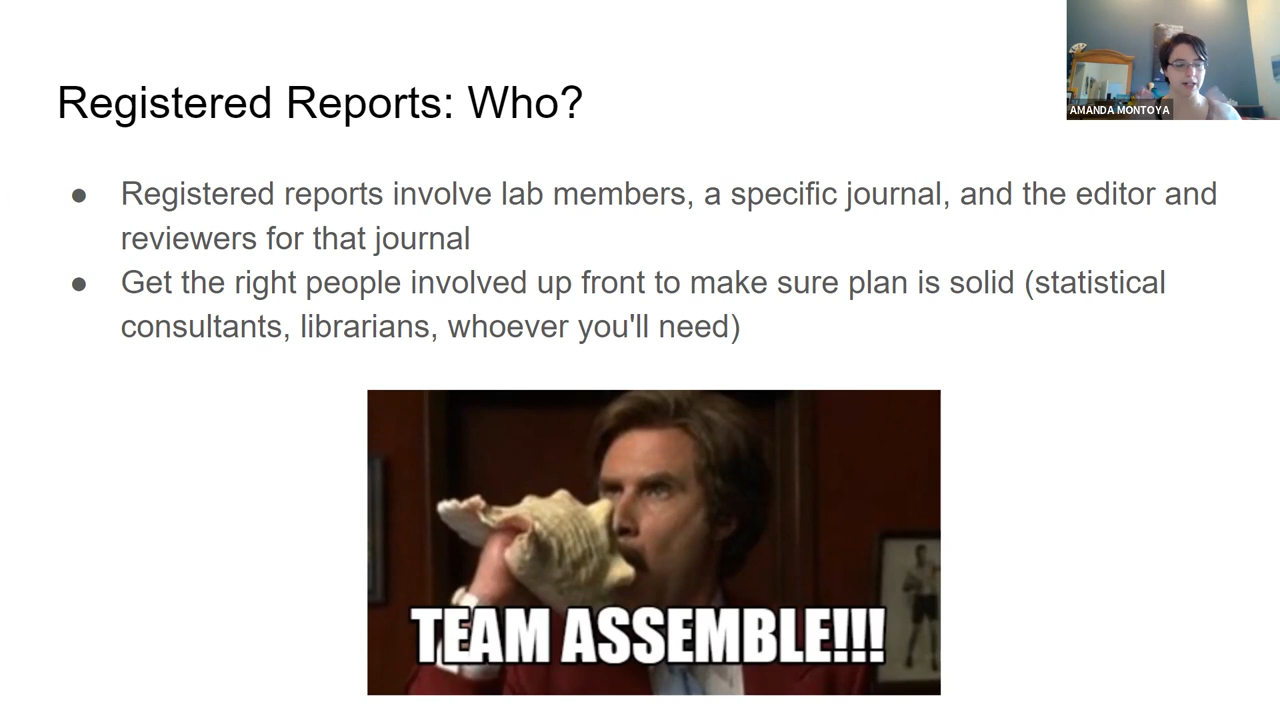 AMANDA MONTOYA
Registered Reports: Who?
● Registered reports involve lab members, a specific journal, and the editor and
reviewers for that journal
● Get the right people involved up front to make sure plan is solid (statistical
consultants, librarians, whoever you'll need)
TEAM ASSEMBLE!!!